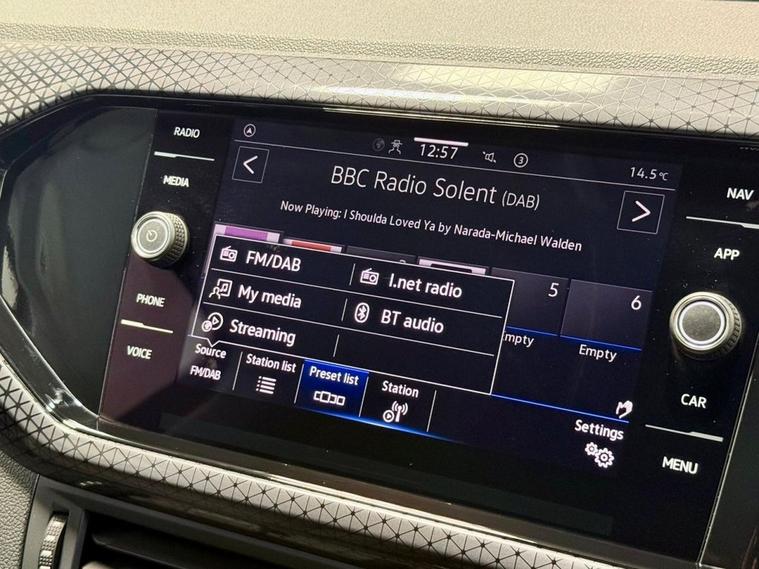 RADIO
MEDIA
PHONE
VOICE
12:57
3
14.5°C
BBC Radio Solent (DAB)
Now Playing: I Shoulda Loved Ya by Narada-Michael Walden
FM/DAB
I.net radio
My media
BT audio
Streaming
5
6
mpty
Empty
Source
FM/DAB
Station list
Preset list
Station
Settings
NAV
APP
CAR
MENU